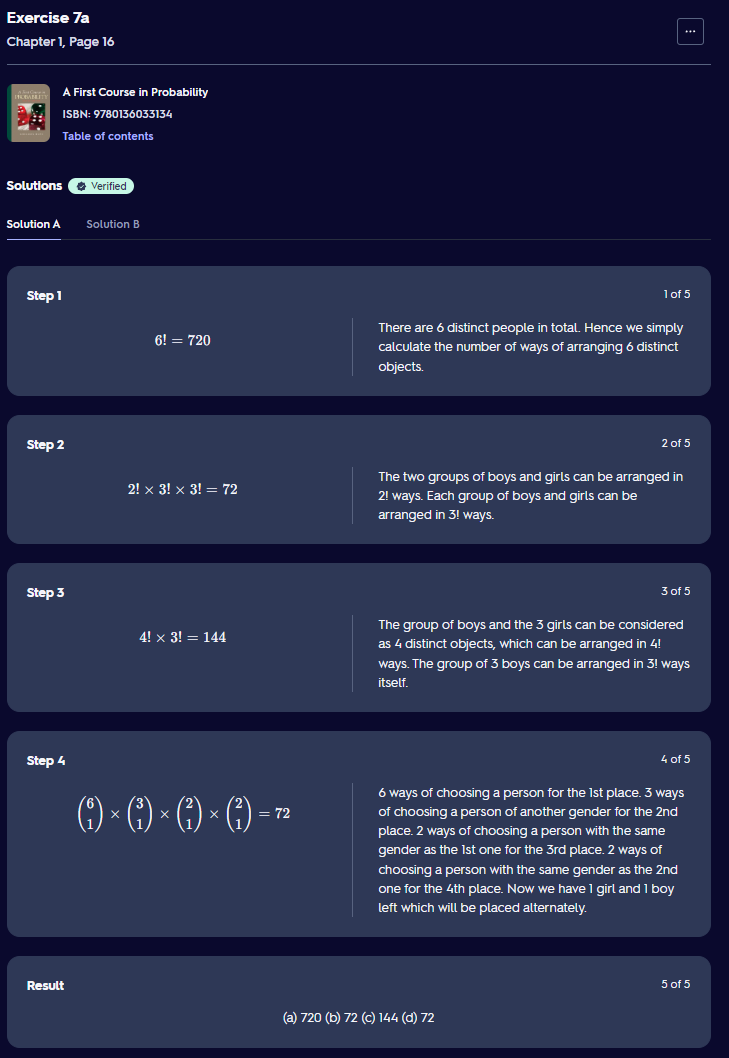 Exercise 7a
Chapter 1, Page 16
...
A First Course in Probability
ISBN: 9780136033134
Table of contents
Solutions Verified
Solution A Solution B
Step 1 1 of 5
6! = 720
There are 6 distinct people in total. Hence we simply
calculate the number of ways of arranging 6 distinct
objects.
Step 2 2 of 5
2! × 3! × 3! = 72
The two groups of boys and girls can be arranged in
2! ways. Each group of boys and girls can be
arranged in 3! ways.
Step 3 3 of 5
4! × 3! = 144
The group of boys and the 3 girls can be considered
as 4 distinct objects, which can be arranged in 4!
ways. The group of 3 boys can be arranged in 3! ways
itself.
Step 4 4 of 5
(6 1) × (3 1) × (2 1) × (2 1) = 72
6 ways of choosing a person for the 1st place. 3 ways
of choosing a person of another gender for the 2nd
place. 2 ways of choosing a person with the same
gender as the 1st one for the 3rd place. 2 ways of
choosing a person with the same gender as the 2nd
one for the 4th place. Now we have 1 girl and 1 boy
left which will be placed alternately.
Result 5 of 5
(a) 720 (b) 72 (c) 144 (d) 72